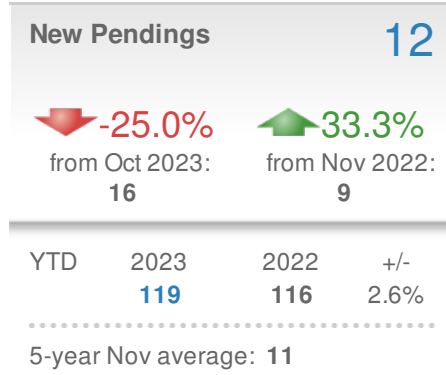 New Pendings 12
-25.0% 33.3%
from Oct 2023: from Nov 2022:
16 9
YTD 2023 2022 +/-
119 116 2.6%
5-year Nov average: 11